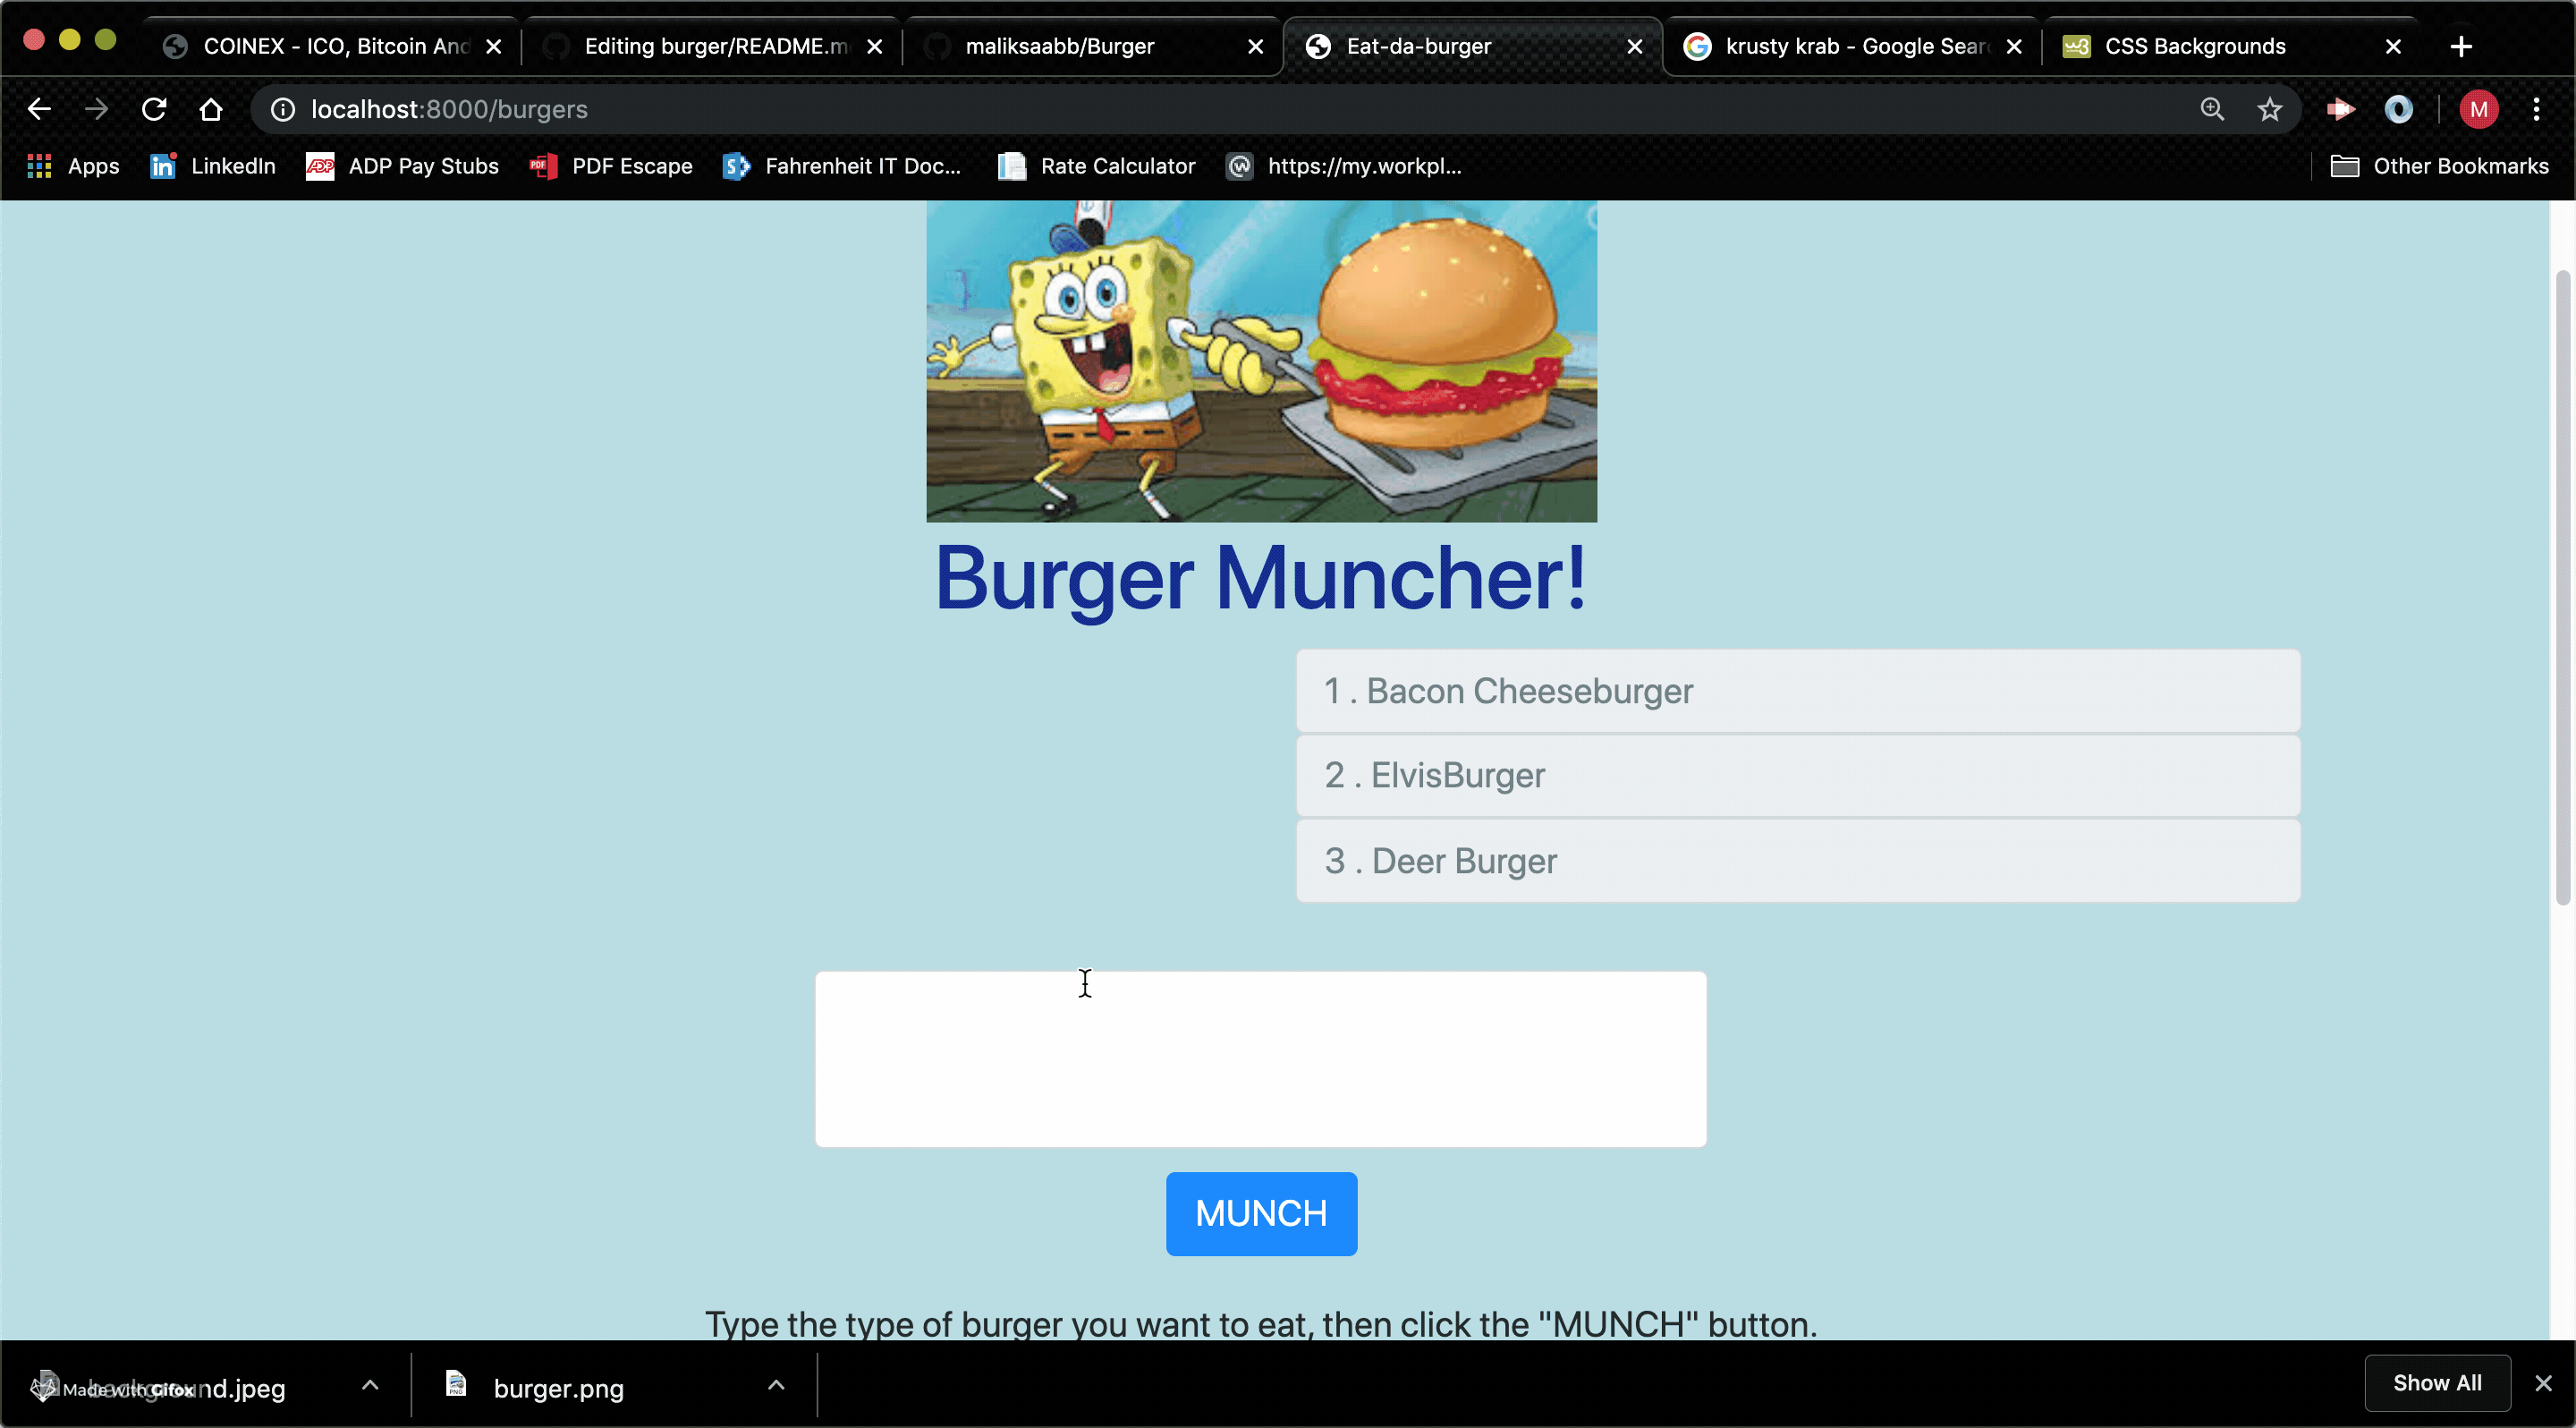 COINEX - ICO, Bitcoin And
Editing burger/README.m
maliksaabb/Burger
Eat-da-burger
krusty krab - Google Sear
CSS Backgrounds
localhost:8000/burgers
M
Apps
in LinkedIn
ADP ADP Pay Stubs
PDF PDF Escape
S Fahrenheit IT Doc...
Rate Calculator
https://my.workpl...
Other Bookmarks
Burger Muncher!
1 . Bacon Cheeseburger
2 . ElvisBurger
3 . Deer Burger
MUNCH
Type the type of burger you want to eat, then click the "MUNCH" button.
Made with Gifox
background.jpeg
burger.png
Show All